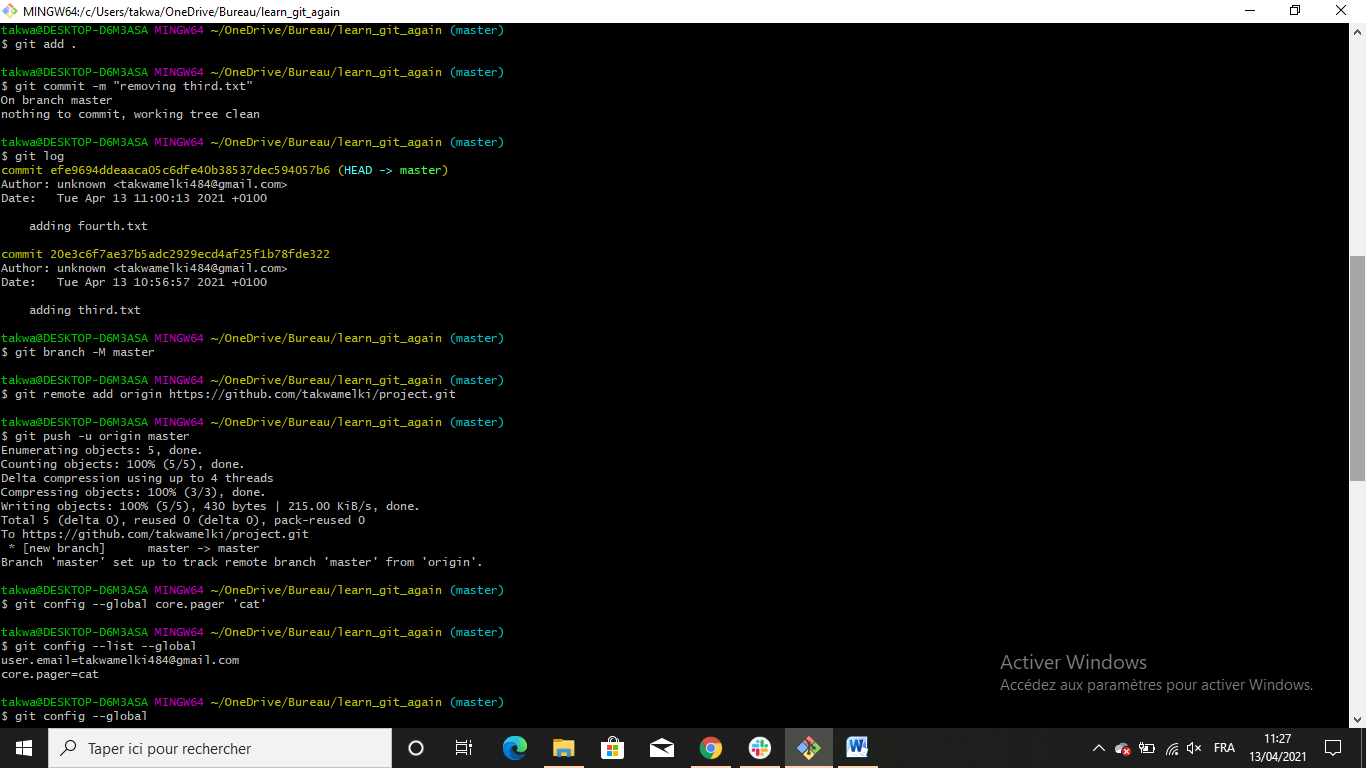 MINGW64:/c/Users/takwa/OneDrive/Bureau/learn_git_again
takwa@DESKTOP-D6M3ASA MINGW64 ~/OneDrive/Bureau/learn_git_again (master)
$ git add .
takwa@DESKTOP-D6M3ASA MINGW64 ~/OneDrive/Bureau/learn_git_again (master)
$ git commit -m "removing third.txt"
On branch master
nothing to commit, working tree clean
takwa@DESKTOP-D6M3ASA MINGW64 ~/OneDrive/Bureau/learn_git_again (master)
$ git log
commit efe9694ddeaaca05c6dfe40b38537dec594057b6 (HEAD -> master)
Author: unknown <takwamelki484@gmail.com>
Date:   Tue Apr 13 11:00:13 2021 +0100
adding fourth.txt
commit 20e3c6f7ae37b5adc2929ecd4af25f1b78fde322
Author: unknown <takwamelki484@gmail.com>
Date:   Tue Apr 13 10:56:57 2021 +0100
adding third.txt
takwa@DESKTOP-D6M3ASA MINGW64 ~/OneDrive/Bureau/learn_git_again (master)
$ git branch -M master
takwa@DESKTOP-D6M3ASA MINGW64 ~/OneDrive/Bureau/learn_git_again (master)
$ git remote add origin https://github.com/takwamelki/project.git
takwa@DESKTOP-D6M3ASA MINGW64 ~/OneDrive/Bureau/learn_git_again (master)
$ git push -u origin master
Enumerating objects: 5, done.
Counting objects: 100% (5/5), done.
Delta compression using up to 4 threads
Compressing objects: 100% (3/3), done.
Writing objects: 100% (5/5), 430 bytes | 215.00 KiB/s, done.
Total 5 (delta 0), reused 0 (delta 0), pack-reused 0
To https://github.com/takwamelki/project.git
* [new branch]      master -> master
Branch 'master' set up to track remote branch 'master' from 'origin'.
takwa@DESKTOP-D6M3ASA MINGW64 ~/OneDrive/Bureau/learn_git_again (master)
$ git config --global core.pager 'cat'
takwa@DESKTOP-D6M3ASA MINGW64 ~/OneDrive/Bureau/learn_git_again (master)
$ git config --list --global
user.email=takwamelki484@gmail.com
core.pager=cat
takwa@DESKTOP-D6M3ASA MINGW64 ~/OneDrive/Bureau/learn_git_again (master)
$ git config --global
Activer Windows
Accédez aux paramètres pour activer Windows.
Taper ici pour rechercher
FRA
11:27
13/04/2021